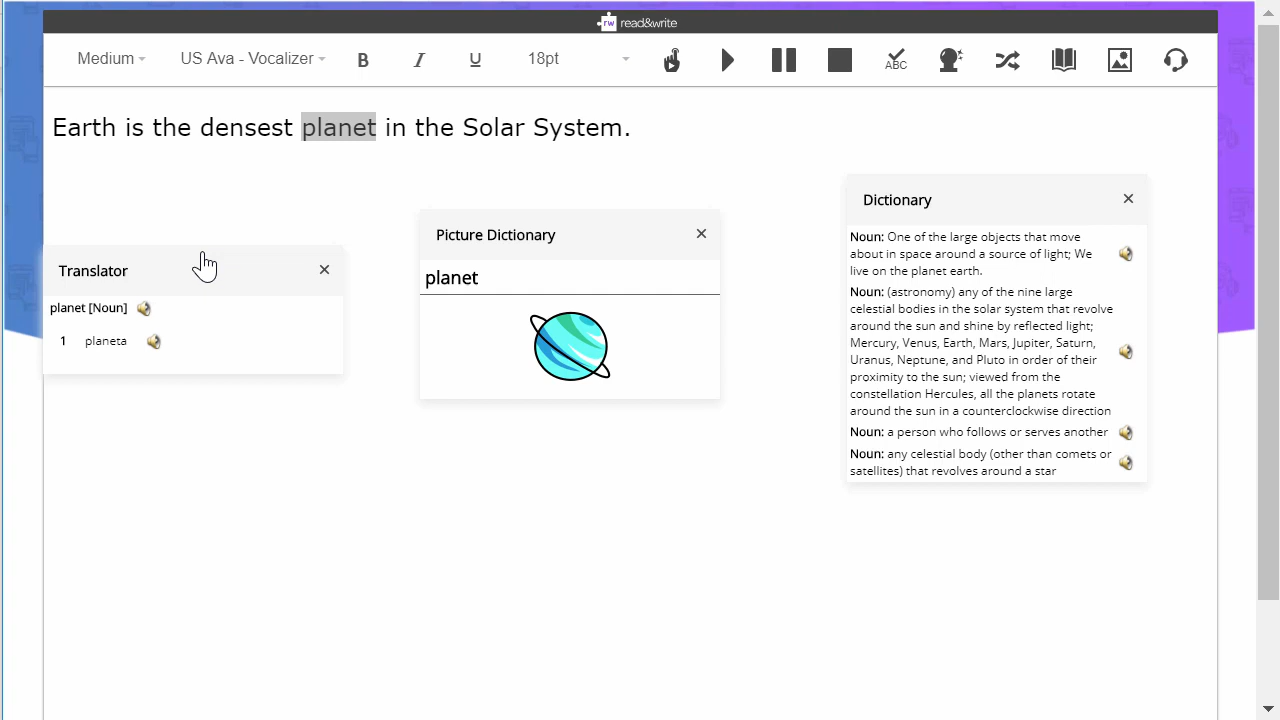 rw read&write
Medium US Ava - Vocalizer B I U 18pt ABC
Earth is the densest planet in the Solar System.
Translator
planet [Noun]
1 planeta
Picture Dictionary
planet
Dictionary
Noun: One of the large objects that move
about in space around a source of light; We
live on the planet earth.
Noun: (astronomy) any of the nine large
celestial bodies in the solar system that revolve
around the sun and shine by reflected light;
Mercury, Venus, Earth, Mars, Jupiter, Saturn,
Uranus, Neptune, and Pluto in order of their
proximity to the sun; viewed from the
constellation Hercules, all the planets rotate
around the sun in a counterclockwise direction
Noun: a person who follows or serves another
Noun: any celestial body (other than comets or
satellites) that revolves around a star